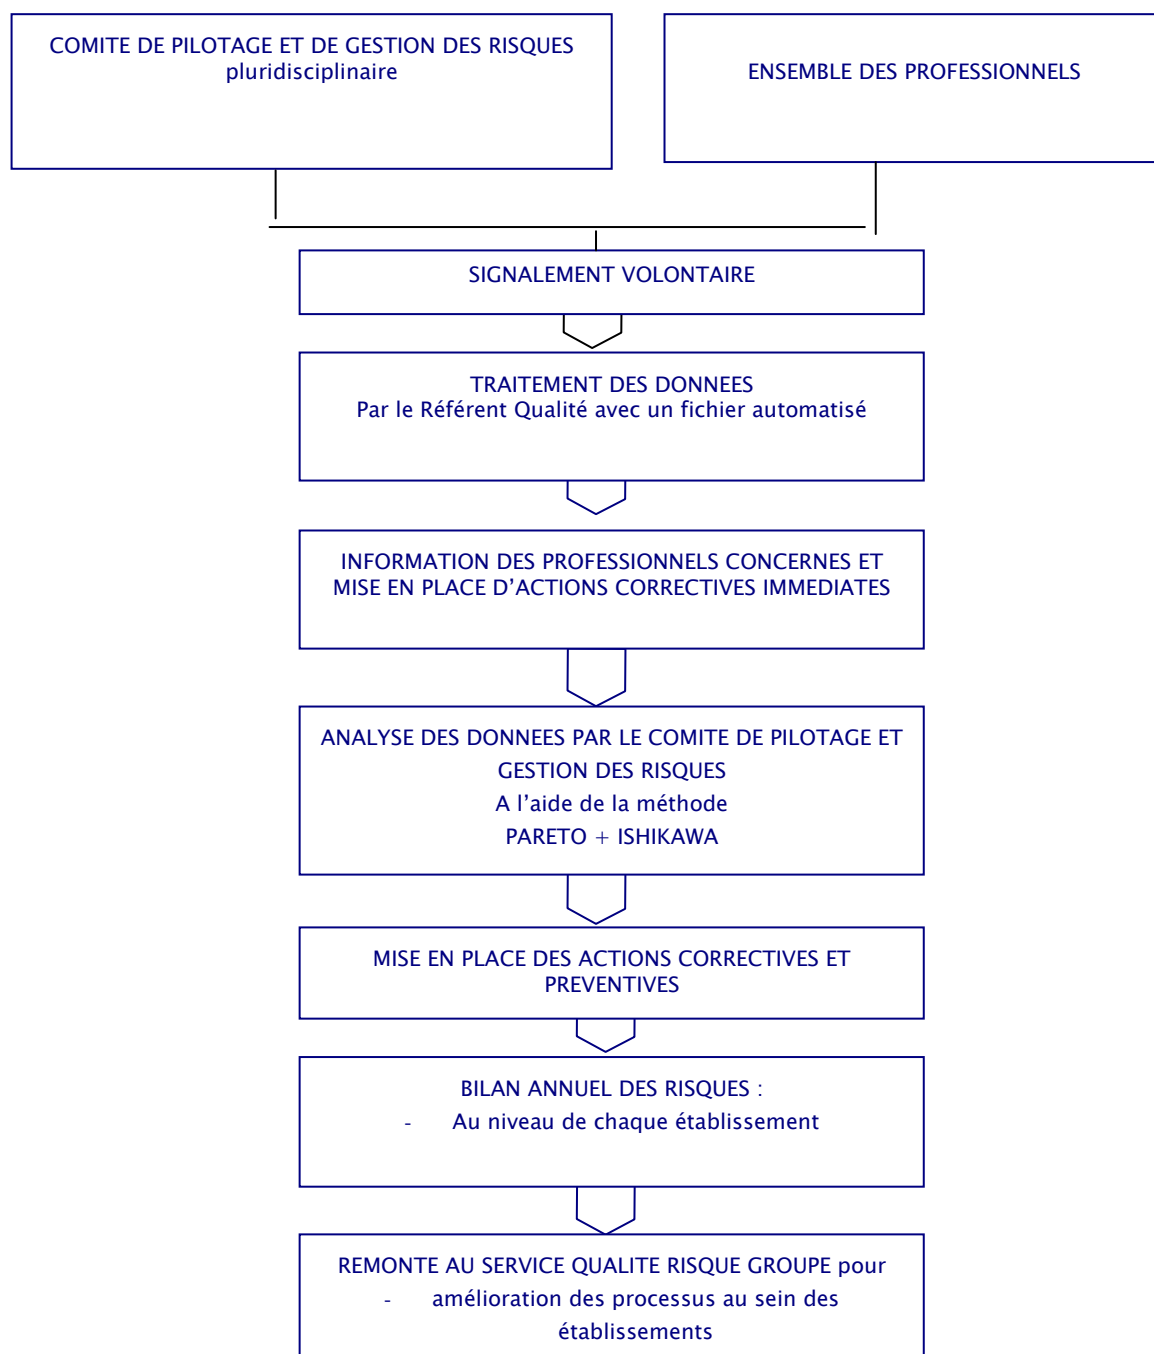 COMITE DE PILOTAGE ET DE GESTION DES RISQUES
pluridisciplinaire
ENSEMBLE DES PROFESSIONNELS
SIGNALEMENT VOLONTAIRE
TRAITEMENT DES DONNEES
Par le Référent Qualité avec un fichier automatisé
INFORMATION DES PROFESSIONNELS CONCERNES ET
MISE EN PLACE D’ACTIONS CORRECTIVES IMMEDIATES
ANALYSE DES DONNEES PAR LE COMITE DE PILOTAGE ET
GESTION DES RISQUES
A l’aide de la méthode
PARETO + ISHIKAWA
MISE EN PLACE DES ACTIONS CORRECTIVES ET
PREVENTIVES
BILAN ANNUEL DES RISQUES :
- Au niveau de chaque établissement
REMONTE AU SERVICE QUALITE RISQUE GROUPE pour
- amélioration des processus au sein des
établissements